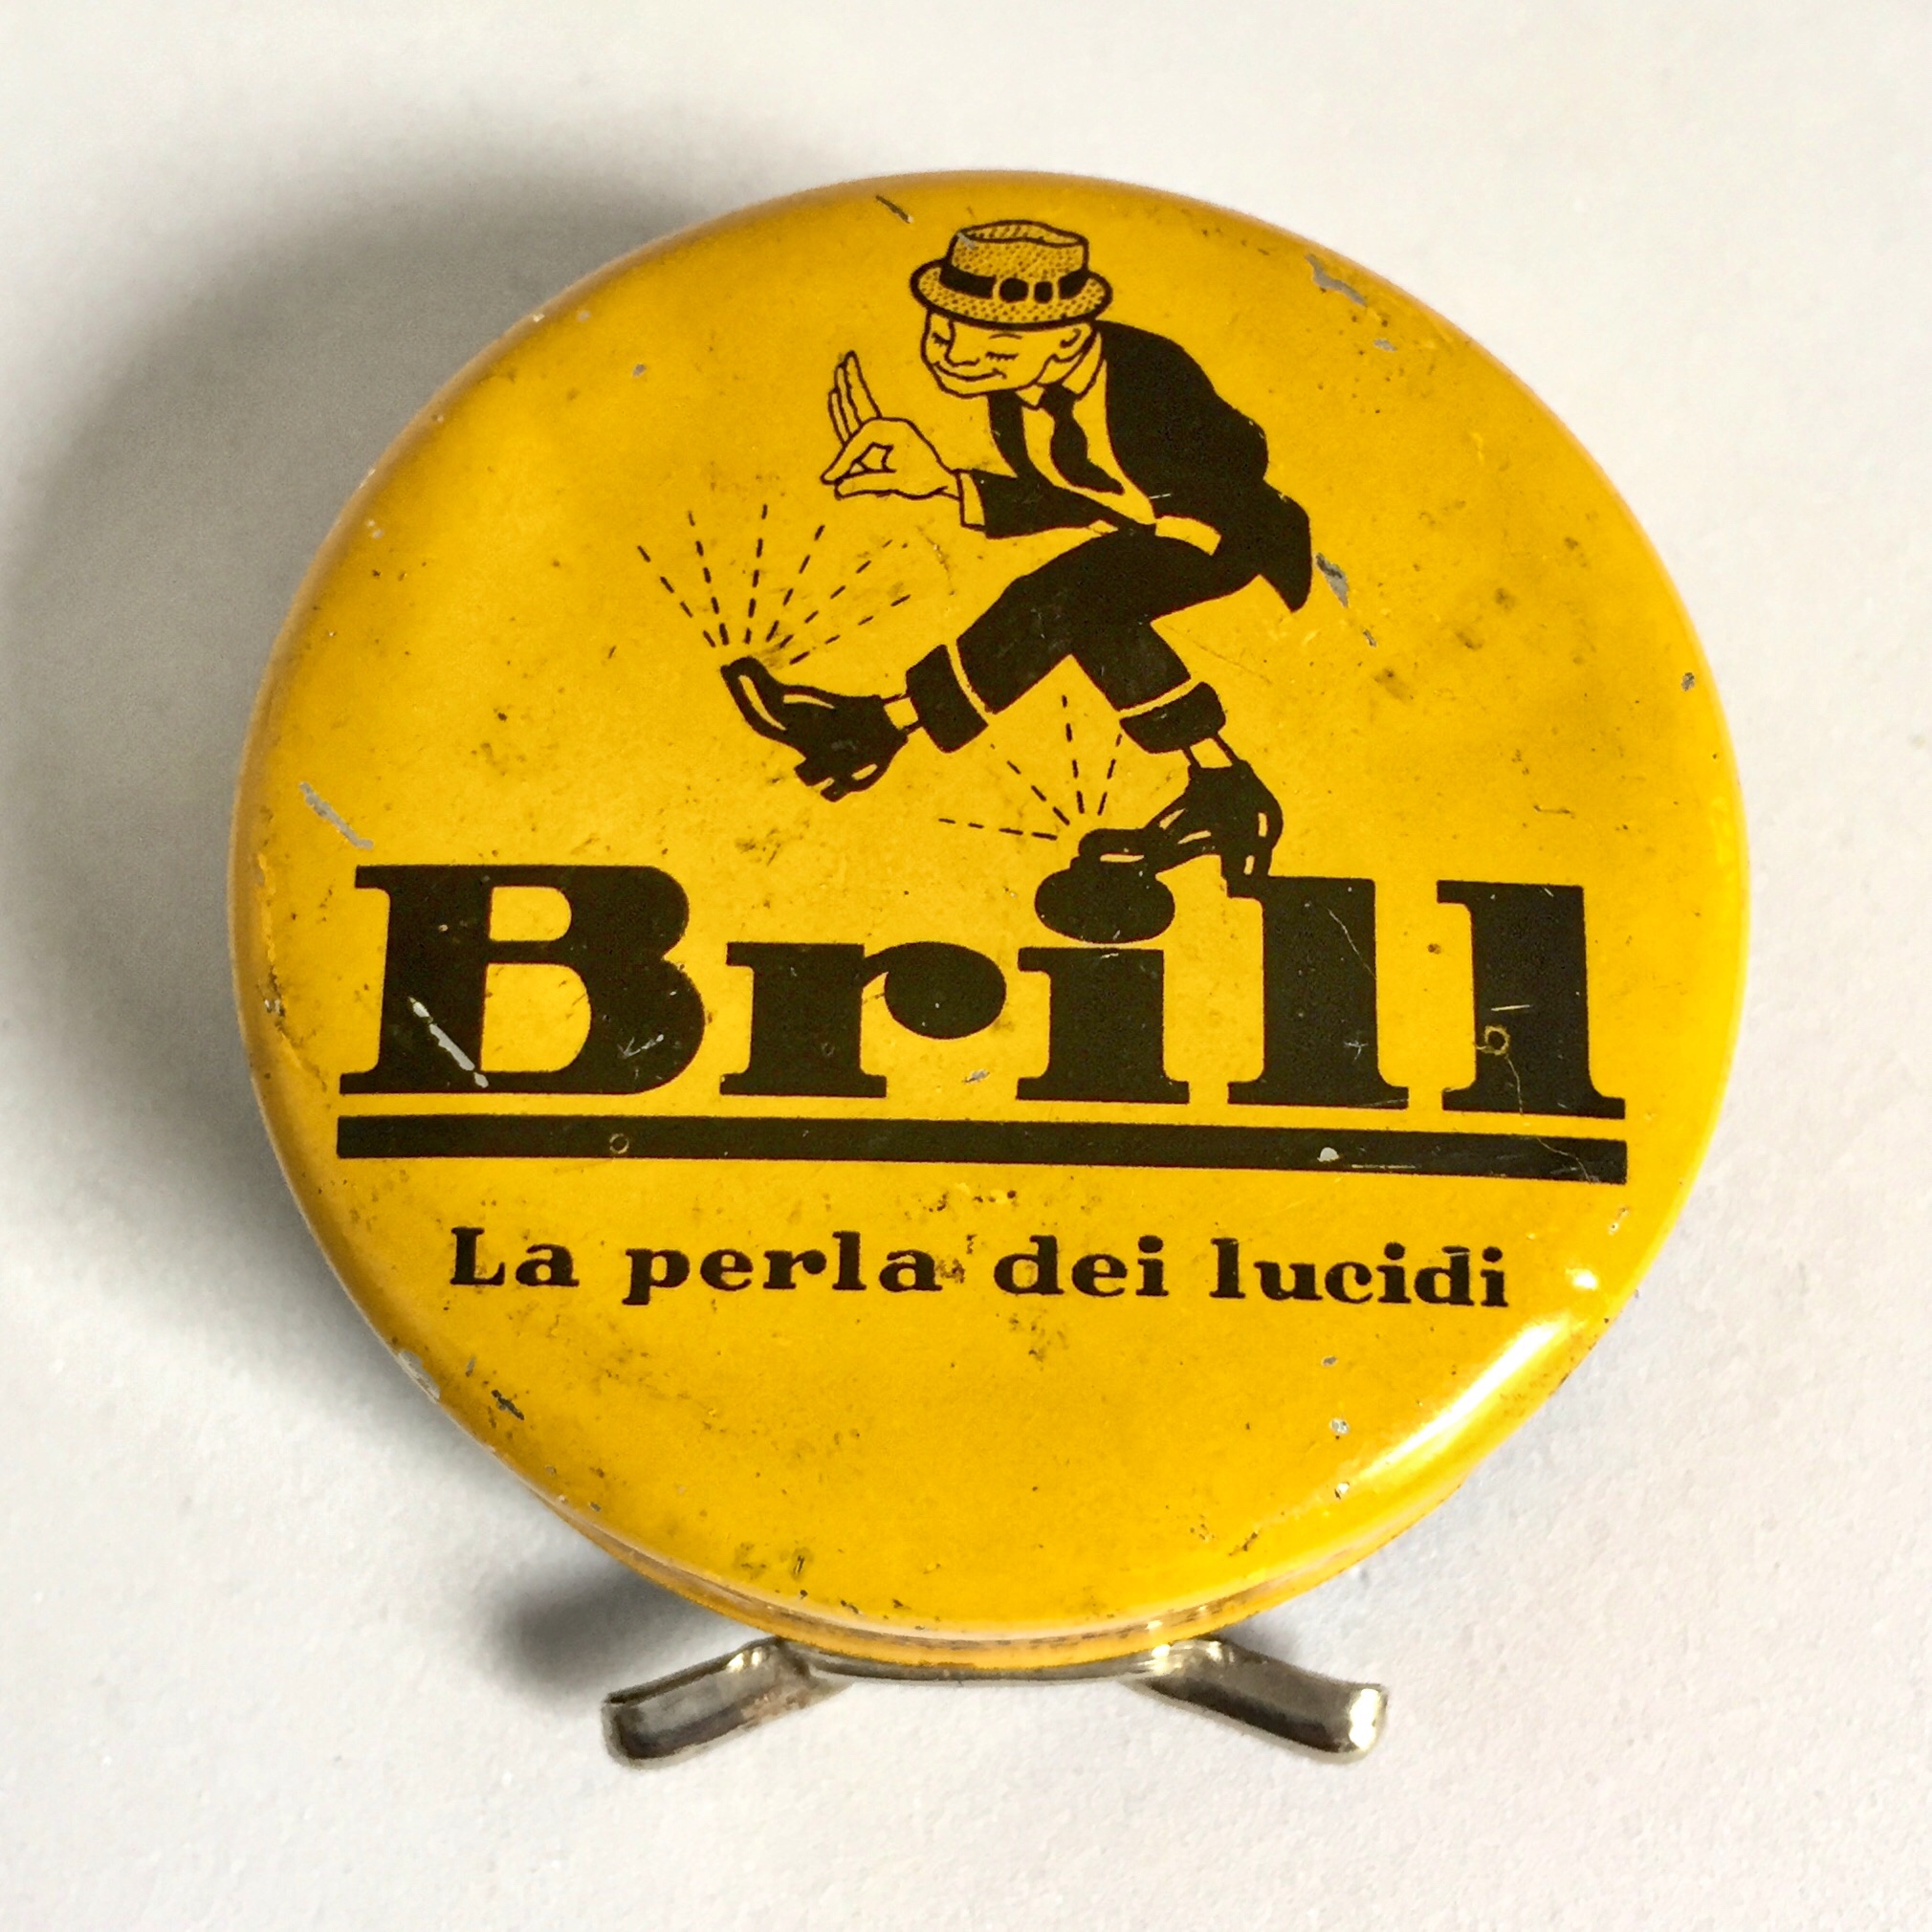 Brill
La perla dei lucidi